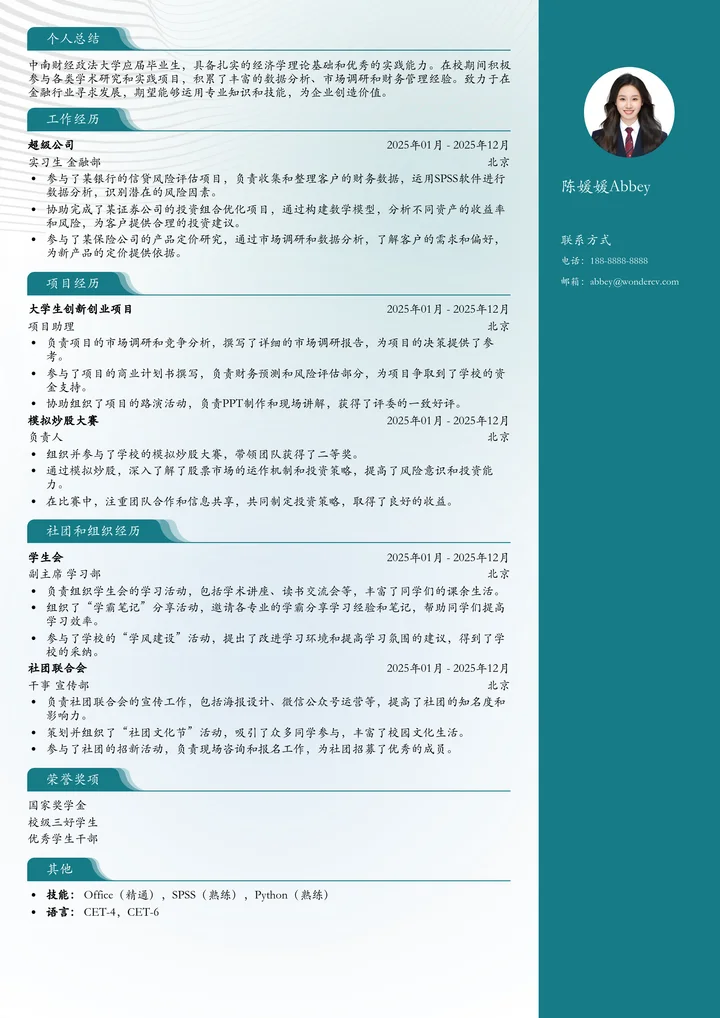 个人总结
中南财经政法大学应届毕业生，具备扎实的经济学理论基础和优秀的实践能力。在校期间积极
参与各类学术研究和实践项目，积累了丰富的数据分析、市场调研和财务管理经验。致力于在
金融行业寻求发展，期望能够运用专业知识和技能，为企业创造价值。
工作经历
超级公司 2025年01月 - 2025年12月
实习生 金融部 北京
• 参与了某银行的信贷风险评估项目，负责收集和整理客户的财务数据，运用SPSS软件进行
数据分析，识别潜在的风险因素。
• 协助完成了某证券公司的投资组合优化项目，通过构建数学模型，分析不同资产的收益率
和风险，为客户提供合理的投资建议。
• 参与了某保险公司的产品定价研究，通过市场调研和数据分析，了解客户的需求和偏好，
为新产品的定价提供依据。
项目经历
大学生创新创业项目 2025年01月 - 2025年12月
项目助理 北京
• 负责项目的市场调研和竞争分析，撰写了详细的市场调研报告，为项目的决策提供了参
考。
• 参与了项目的商业计划书撰写，负责财务预测和风险评估部分，为项目争取到了学校的资
金支持。
• 协助组织了项目的路演活动，负责PPT制作和现场讲解，获得了评委的一致好评。
模拟炒股大赛 2025年01月 - 2025年12月
负责人 北京
• 组织并参与了学校的模拟炒股大赛，带领团队获得了二等奖。
• 通过模拟炒股，深入了解了股票市场的运作机制和投资策略，提高了风险意识和投资能
力。
• 在比赛中，注重团队合作和信息共享，共同制定投资策略，取得了良好的收益。
社团和组织经历
学生会 2025年01月 - 2025年12月
副主席 学习部 北京
• 负责组织学生会的学习活动，包括学术讲座、读书交流会等，丰富了同学们的课余生活。
• 组织了“学霸笔记”分享活动，邀请各专业的学霸分享学习经验和笔记，帮助同学们提高
学习效率。
• 参与了学校的“学风建设”活动，提出了改进学习环境和提高学习氛围的建议，得到了学
校的采纳。
社团联合会 2025年01月 - 2025年12月
干事 宣传部 北京
• 负责社团联合会的宣传工作，包括海报设计、微信公众号运营等，提高了社团的知名度和
影响力。
• 策划并组织了“社团文化节”活动，吸引了众多同学参与，丰富了校园文化生活。
• 参与了社团的招新活动，负责现场咨询和报名工作，为社团招募了优秀的成员。
荣誉奖项
国家奖学金
校级三好学生
优秀学生干部
其他
• 技能： Office（精通）, SPSS（熟练）, Python（熟练）
• 语言： CET-4，CET-6
陈媛媛Abbey
联系方式
电话：188-8888-8888
邮箱：abbey@wondercv.com